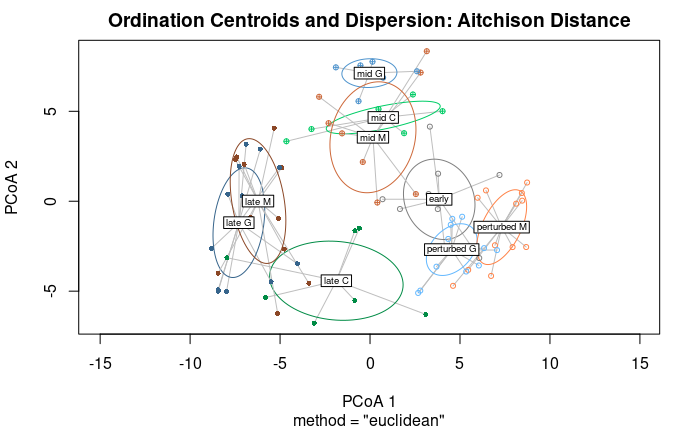 Ordination Centroids and Dispersion: Aitchison Distance
PCoA 2
5
0
-5
mid G
mid C
mid M
early
late M
late G
perturbed M
perturbed G
late C
-15 -10 -5 0 5 10 15
PCoA 1
method = "euclidean"